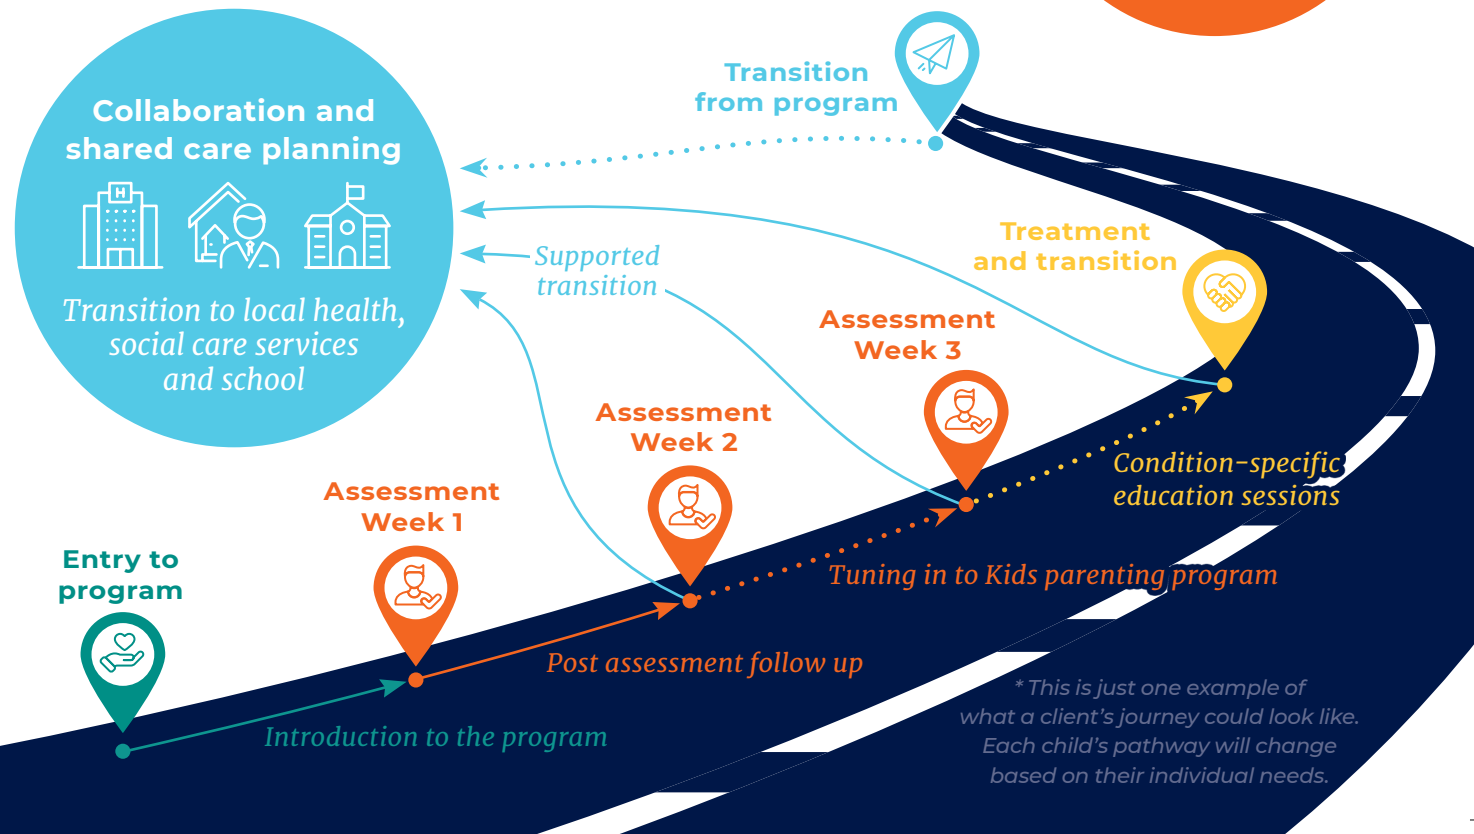 Collaboration and
shared care planning
H
Transition to local health,
social care services
and school
Transition
from program
Supported
transition
Treatment
and transition
Assessment
Week 3
Assessment
Week 2
Assessment
Week 1
Entry to
program
Condition-specific
education sessions
Tuning in to Kids parenting program
Post assessment follow up
Introduction to the program
* This is just one example of
what a client’s journey could look like.
Each child’s pathway will change
based on their individual needs.